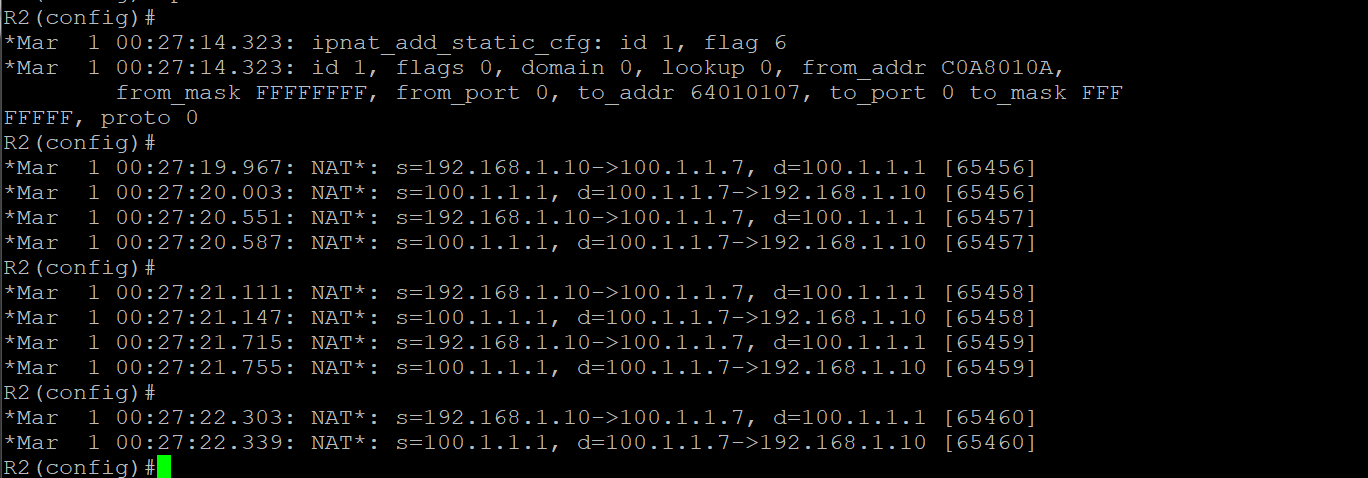 R2(config)#
*Mar  1 00:27:14.323: ipnat_add_static_cfg: id 1, flag 6
*Mar  1 00:27:14.323: id 1, flags 0, domain 0, lookup 0, from_addr C0A8010A,
        from_mask FFFFFFFF, from_port 0, to_addr 64010107, to_port 0 to_mask FFF
FFFFF, proto 0
R2(config)#
*Mar  1 00:27:19.967: NAT*: s=192.168.1.10->100.1.1.7, d=100.1.1.1 [65456]
*Mar  1 00:27:20.003: NAT*: s=100.1.1.1, d=100.1.1.7->192.168.1.10 [65456]
*Mar  1 00:27:20.551: NAT*: s=192.168.1.10->100.1.1.7, d=100.1.1.1 [65457]
*Mar  1 00:27:20.587: NAT*: s=100.1.1.1, d=100.1.1.7->192.168.1.10 [65457]
R2(config)#
*Mar  1 00:27:21.111: NAT*: s=192.168.1.10->100.1.1.7, d=100.1.1.1 [65458]
*Mar  1 00:27:21.147: NAT*: s=100.1.1.1, d=100.1.1.7->192.168.1.10 [65458]
*Mar  1 00:27:21.715: NAT*: s=192.168.1.10->100.1.1.7, d=100.1.1.1 [65459]
*Mar  1 00:27:21.755: NAT*: s=100.1.1.1, d=100.1.1.7->192.168.1.10 [65459]
R2(config)#
*Mar  1 00:27:22.303: NAT*: s=192.168.1.10->100.1.1.7, d=100.1.1.1 [65460]
*Mar  1 00:27:22.339: NAT*: s=100.1.1.1, d=100.1.1.7->192.168.1.10 [65460]
R2(config)#